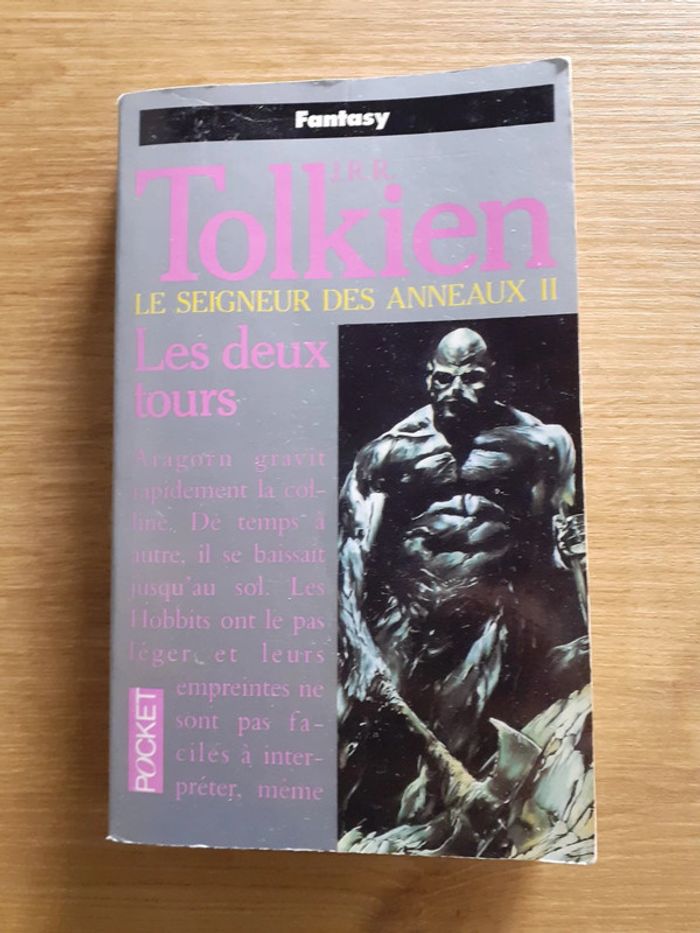 Fantasy
J.R.R.
Tolkien
LE SEIGNEUR DES ANNEAUX II
Les deux
tours
Aragorn gravit
rapidement la col-
line. De temps à
autre, il se baissait
jusqu'au sol. Les
Hobbits ont le pas
léger et leurs
empreintes ne
sont pas fa-
ciles à inter-
préter, même
POCKET